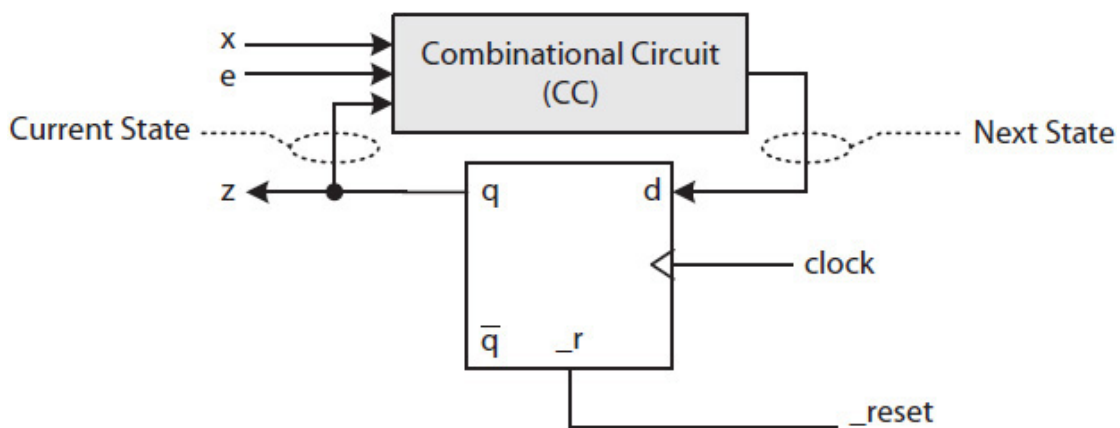 x
Combinational Circuit
(CC)
e
Current State
Next State
z
q
d
clock
q̅
_r
_reset